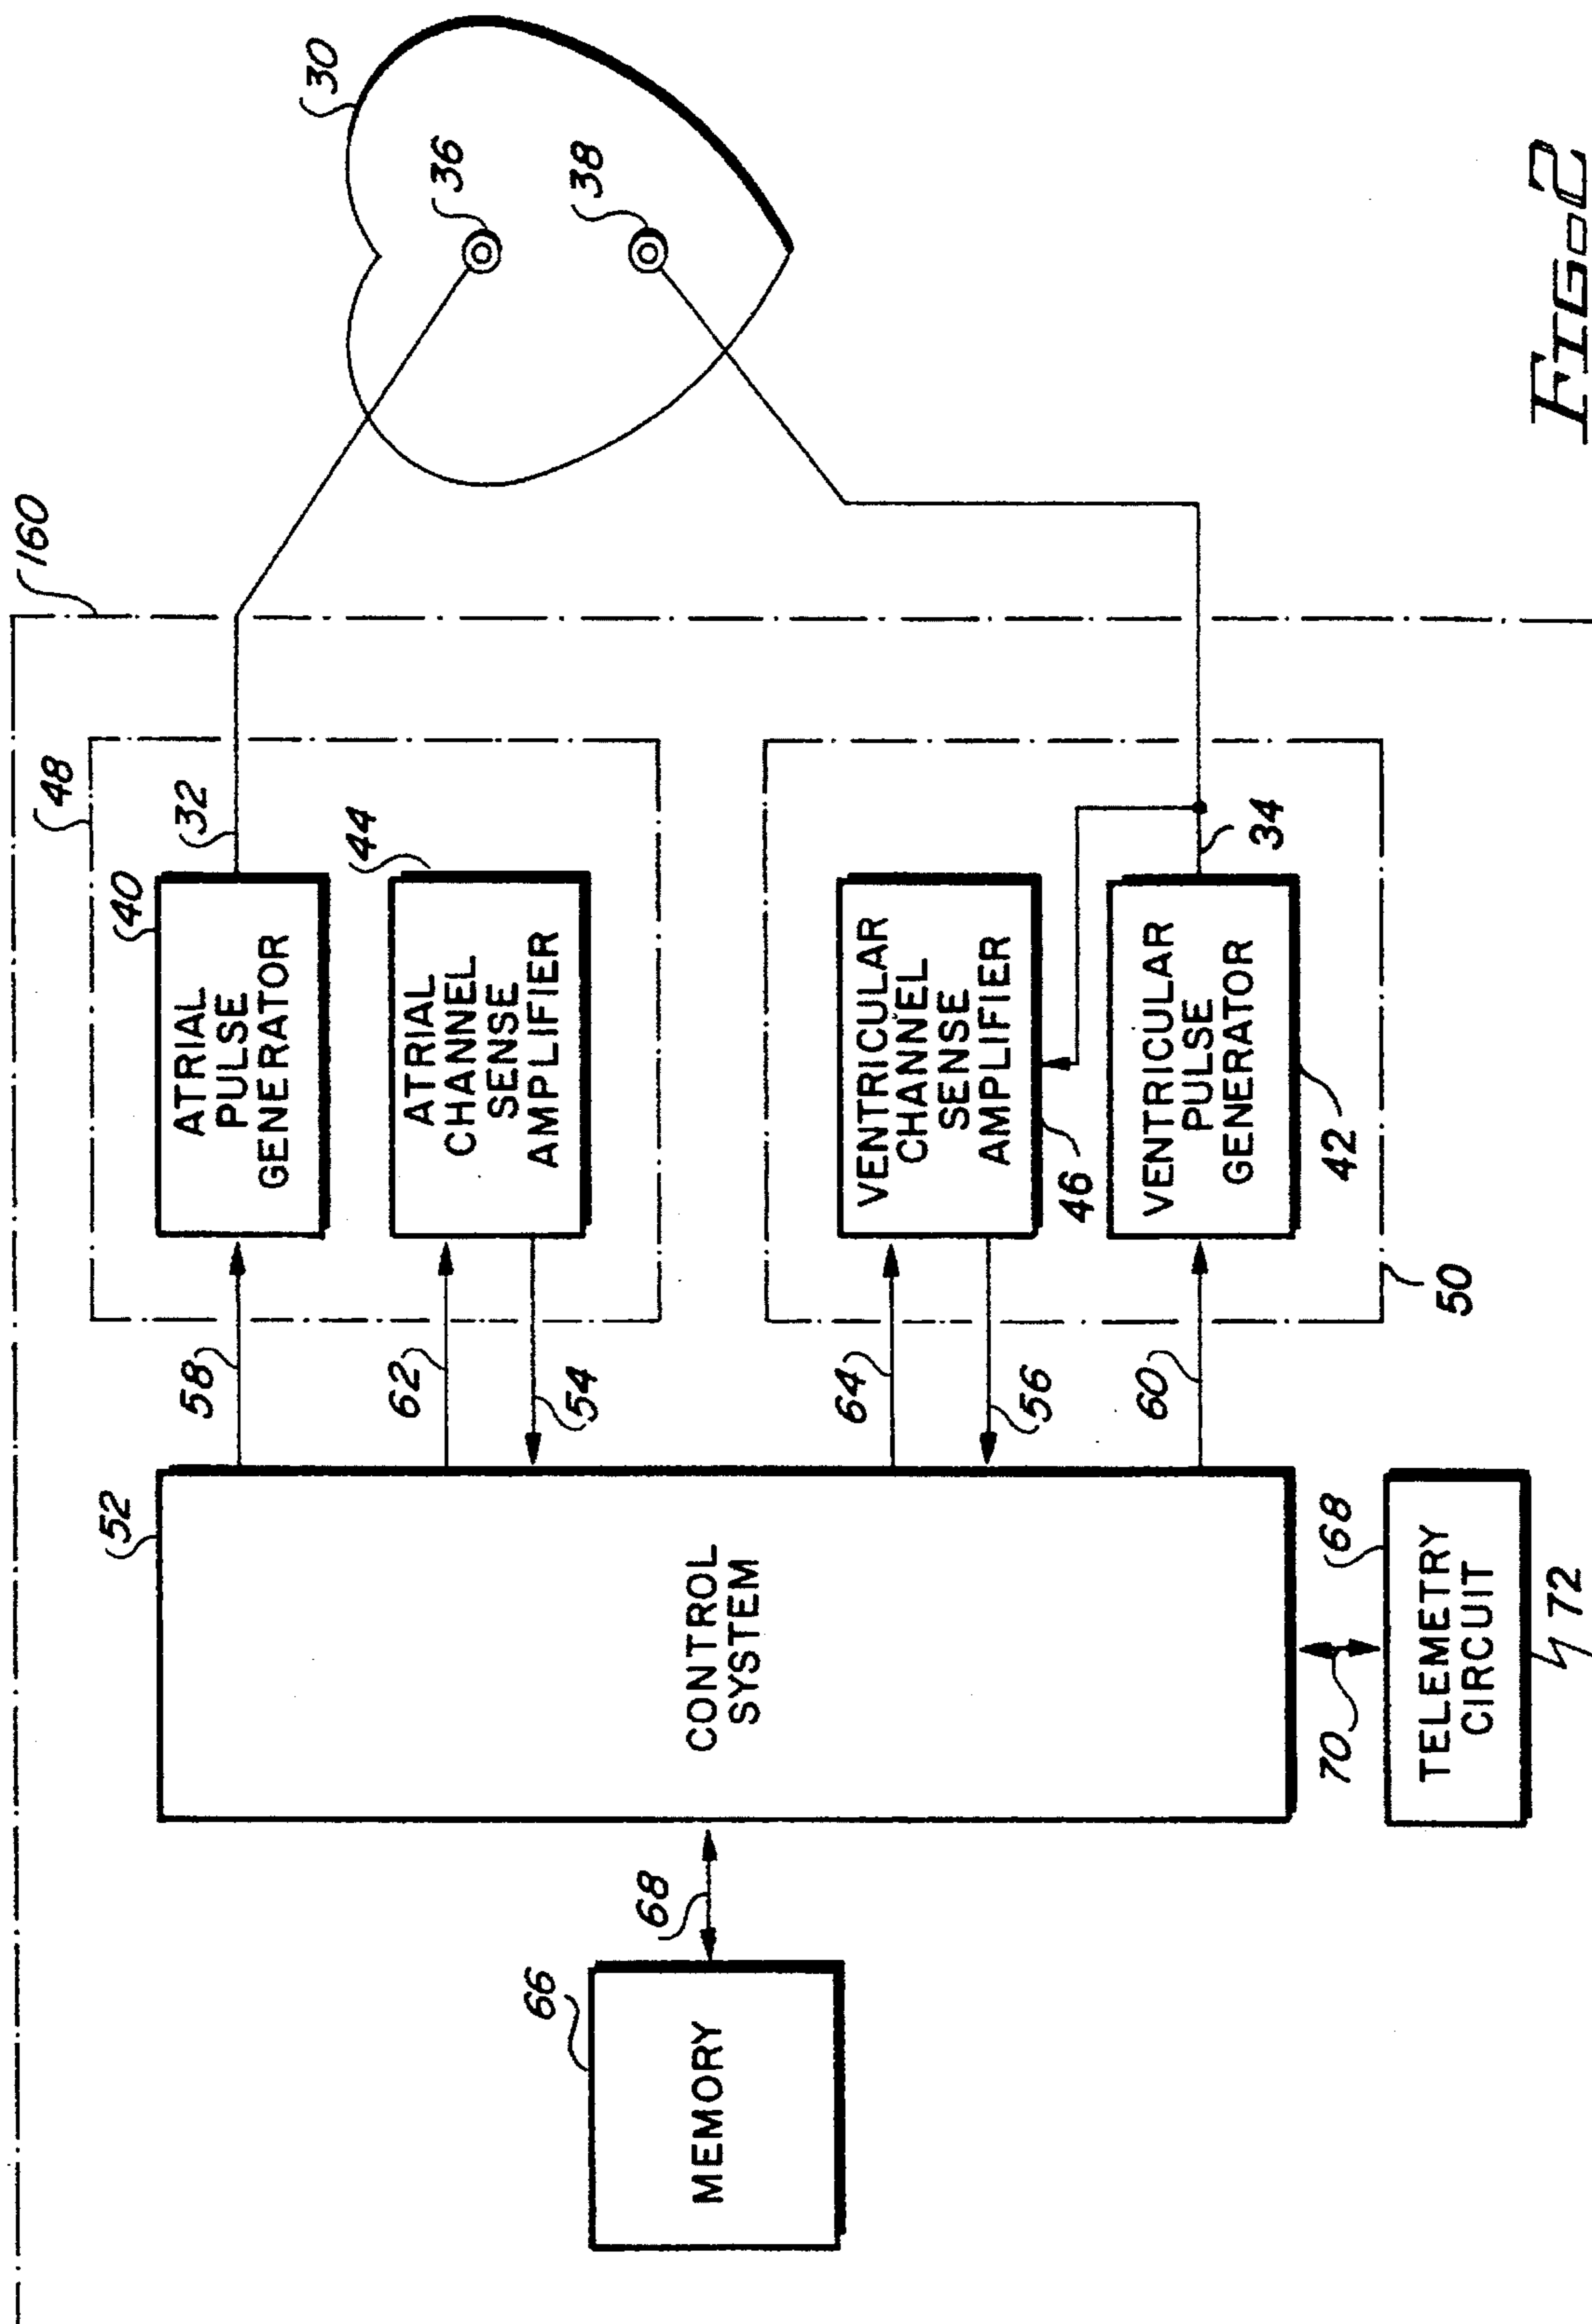 160
48
52
40
32
58
ATRIAL
PULSE
GENERATOR
30
44
62
ATRIAL
CHANNEL
SENSE
AMPLIFIER
54
36
38
66
MEMORY
68
CONTROL
SYSTEM
64
VENTRICULAR
CHANNEL
SENSE
AMPLIFIER
56
46
60
VENTRICULAR
PULSE
GENERATOR
34
42
50
70
68
TELEMETRY
CIRCUIT
72
FIG-2